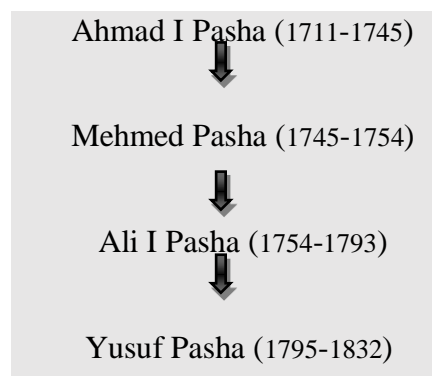 Ahmad I Pasha (1711-1745)
Mehmed Pasha (1745-1754)
Ali I Pasha (1754-1793)
Yusuf Pasha (1795-1832)